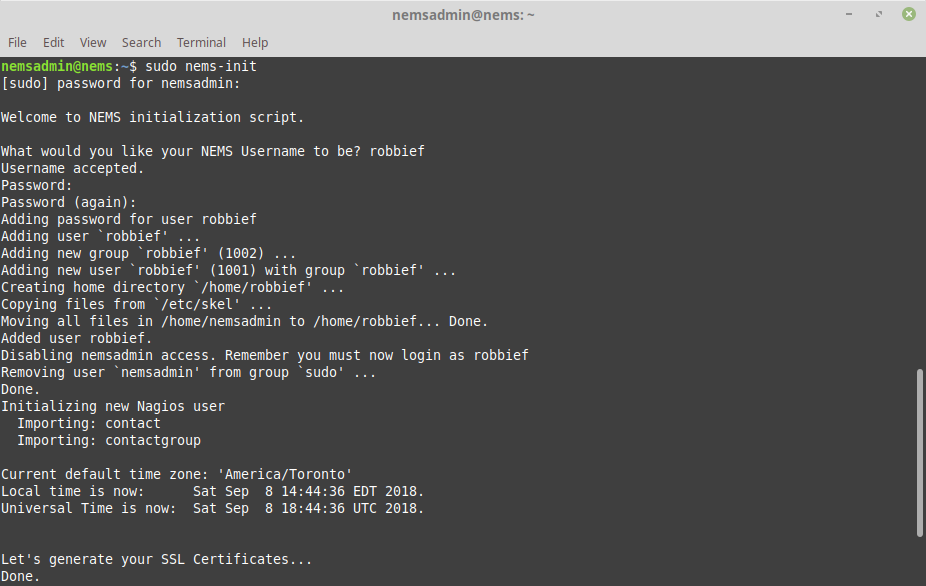 nemsadmin@nems: ~
File Edit View Search Terminal Help
nemsadmin@nems:~$ sudo nems-init
[sudo] password for nemsadmin:
Welcome to NEMS initialization script.
What would you like your NEMS Username to be? robbief
Username accepted.
Password:
Password (again):
Adding password for user robbief
Adding user `robbief' ...
Adding new group `robbief' (1002) ...
Adding new user `robbief' (1001) with group `robbief' ...
Creating home directory `/home/robbief' ...
Copying files from `/etc/skel' ...
Moving all files in /home/nemsadmin to /home/robbief... Done.
Added user robbief.
Disabling nemsadmin access. Remember you must now login as robbief
Removing user `nemsadmin' from group `sudo' ...
Done.
Initializing new Nagios user
  Importing: contact
  Importing: contactgroup
Current default time zone: 'America/Toronto'
Local time is now:      Sat Sep  8 14:44:36 EDT 2018.
Universal Time is now:  Sat Sep  8 18:44:36 UTC 2018.
Let's generate your SSL Certificates...
Done.